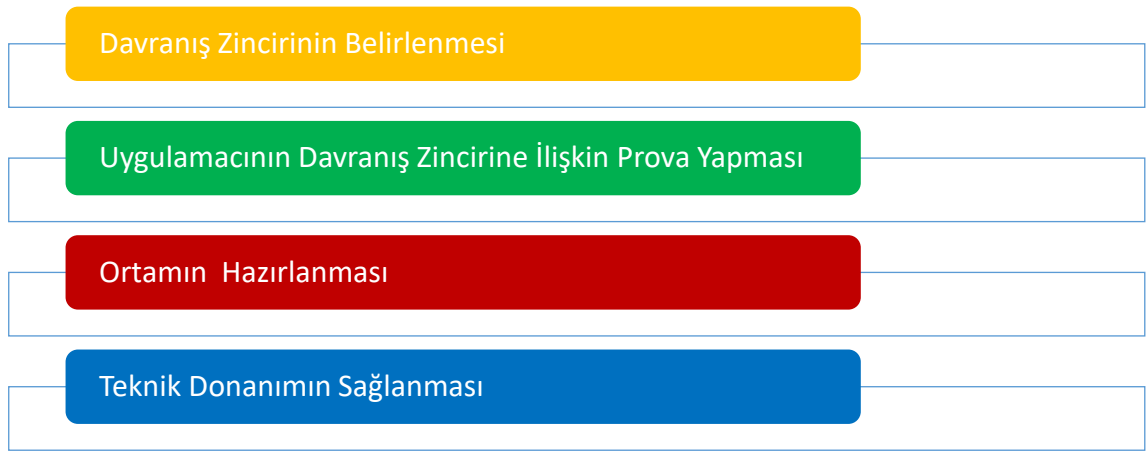 Davranış Zincirinin Belirlenmesi
Uygulamacının Davranış Zincirine İlişkin Prova Yapması
Ortamın  Hazırlanması
Teknik Donanımın Sağlanması